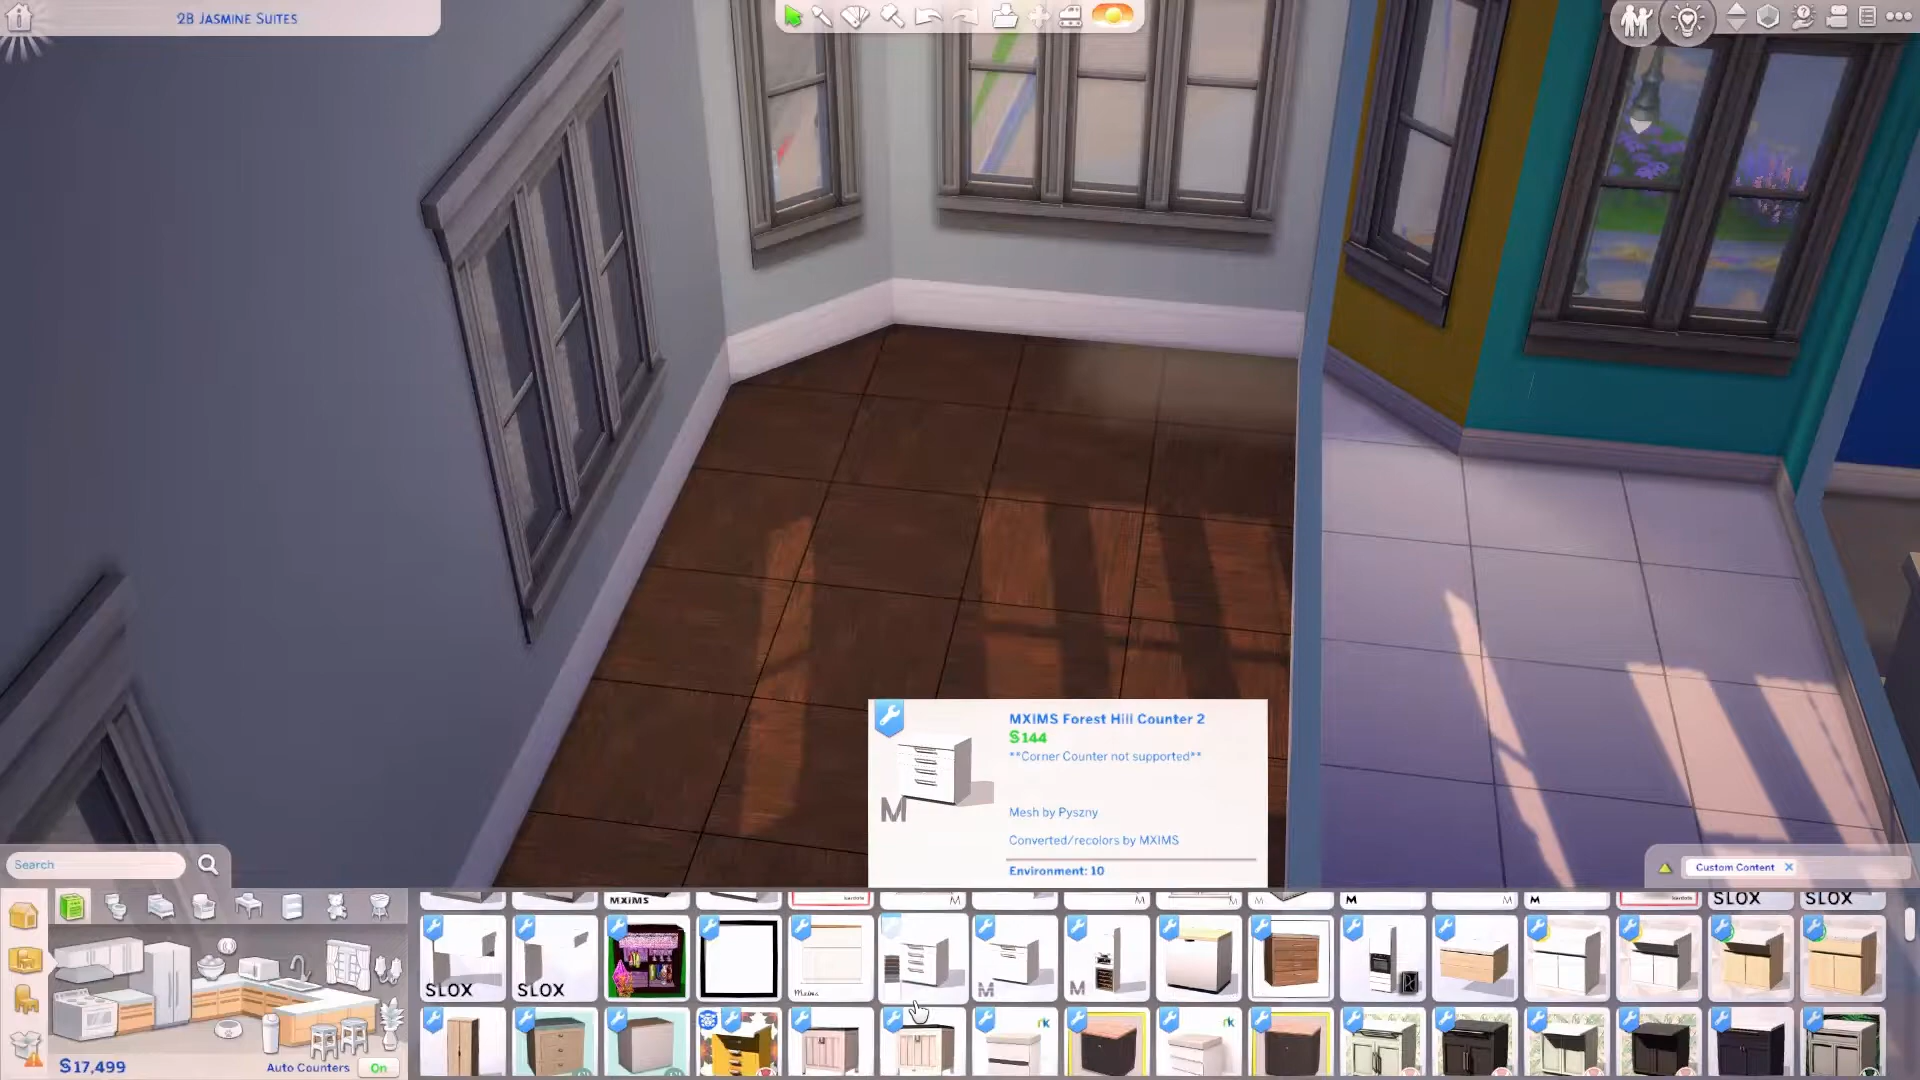 2B Jasmine Suites
MXIMS Forest Hill Counter 2
§144
**Corner Counter not supported**
M
Mesh by Pyszny
Converted/recolors by MXIMS
Environment: 10
Search
Custom Content
MXIMS
M
M
M
M
M
M
SLOX
SLOX
SLOX
SLOX
M
M
§17,499
Auto Counters
On